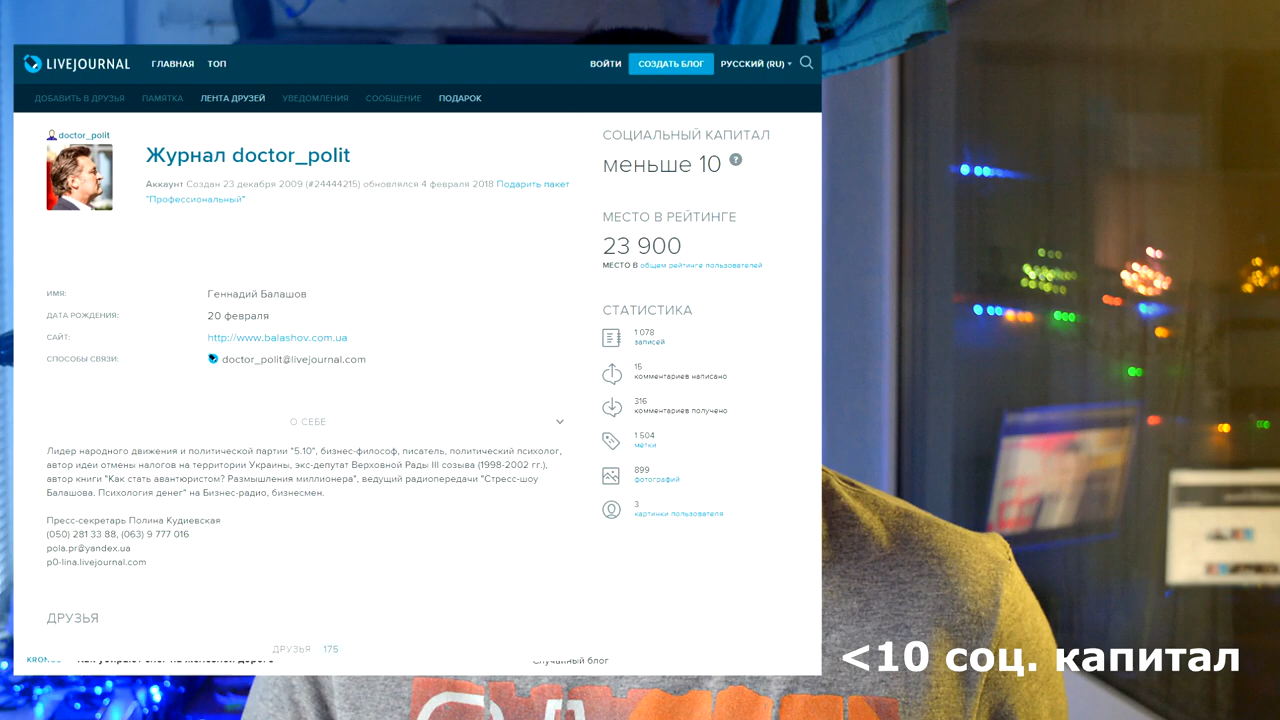 LIVEJOURNAL ГЛАВНАЯ ТОП ВОЙТИ СОЗДАТЬ БЛОГ РУССКИЙ (RU)
ДОБАВИТЬ В ДРУЗЬЯ ПАМЯТКА ЛЕНТА ДРУЗЕЙ УВЕДОМЛЕНИЯ СООБЩЕНИЕ ПОДАРОК
doctor_polit
Журнал doctor_polit
Аккаунт Создан 23 декабря 2009 (#24444215) обновлялся 4 февраля 2018 Подарить пакет
"Профессиональный"
ИМЯ: Геннадий Балашов
ДАТА РОЖДЕНИЯ: 20 февраля
САЙТ: http://www.balashov.com.ua
СПОСОБЫ СВЯЗИ: doctor_polit@livejournal.com
О СЕБЕ
Лидер народного движения и политической партии "5.10", бизнес-философ, писатель, политический психолог,
автор идеи отмены налогов на территории Украины, экс-депутат Верховной Рады III созыва (1998-2002 гг.),
автор книги "Как стать авантюристом? Размышления миллионера", ведущий радиопередачи "Стресс-шоу
Балашова. Психология денег" на Бизнес-радио, бизнесмен.
Пресс-секретарь Полина Кудиевская
(050) 281 33 88, (063) 9 777 016
pola.pr@yandex.ua
p0-lina.livejournal.com
ДРУЗЬЯ
ДРУЗЬЯ 175
СОЦИАЛЬНЫЙ КАПИТАЛ
меньше 10 ?
МЕСТО В РЕЙТИНГЕ
23 900
МЕСТО В общем рейтинге пользователей
СТАТИСТИКА
1 078
записей
15
комментариев написано
316
комментариев получено
1 504
метки
899
фотографий
3
картинки пользователя
Случайный блог
<10 соц. капитал